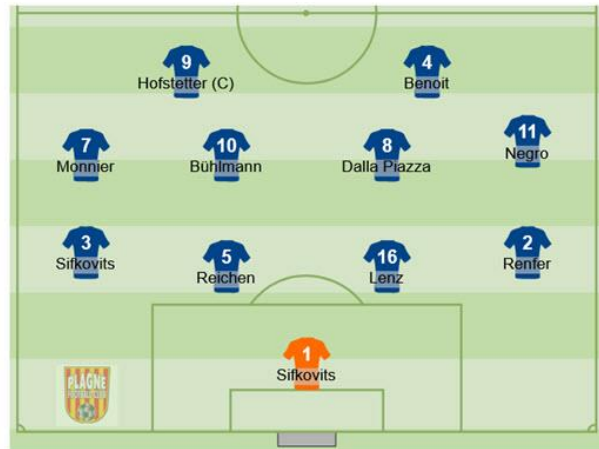 9
Hofstetter (C)
4
Benoit
7
Monnier
10
Bühlmann
8
Dalla Piazza
11
Negro
3
Sifkovits
5
Reichen
16
Lenz
2
Renfer
1
Sifkovits
PLAGNE